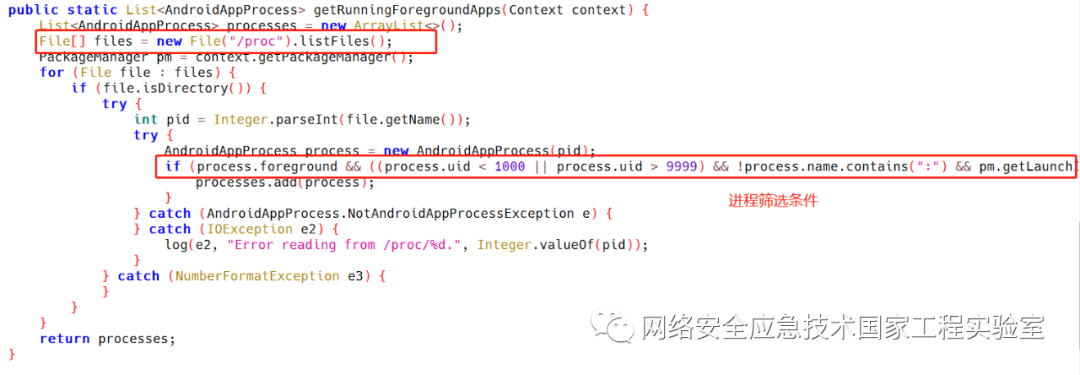 public static List<AndroidAppProcess> getRunningForegroundApps(Context context) {
    List<AndroidAppProcess> processes = new ArrayList<>();
    File[] files = new File("/proc").listFiles();
    PackageManager pm = context.getPackageManager();
    for (File file : files) {
        if (file.isDirectory()) {
            try {
                int pid = Integer.parseInt(file.getName());
                try {
                    AndroidAppProcess process = new AndroidAppProcess(pid);
                    if (process.foreground && ((process.uid < 1000 || process.uid > 9999) && !process.name.contains(":") && pm.getLaunchI
                        processes.add(process);
                    }
进程筛选条件
                } catch (AndroidAppProcess.NotAndroidAppProcessException e) {
                } catch (IOException e2) {
                    log(e2, "Error reading from /proc/%d.", Integer.valueOf(pid));
                }
            } catch (NumberFormatException e3) {
            }
        }
    }
    return processes;
}
网络安全应急技术国家工程实验室